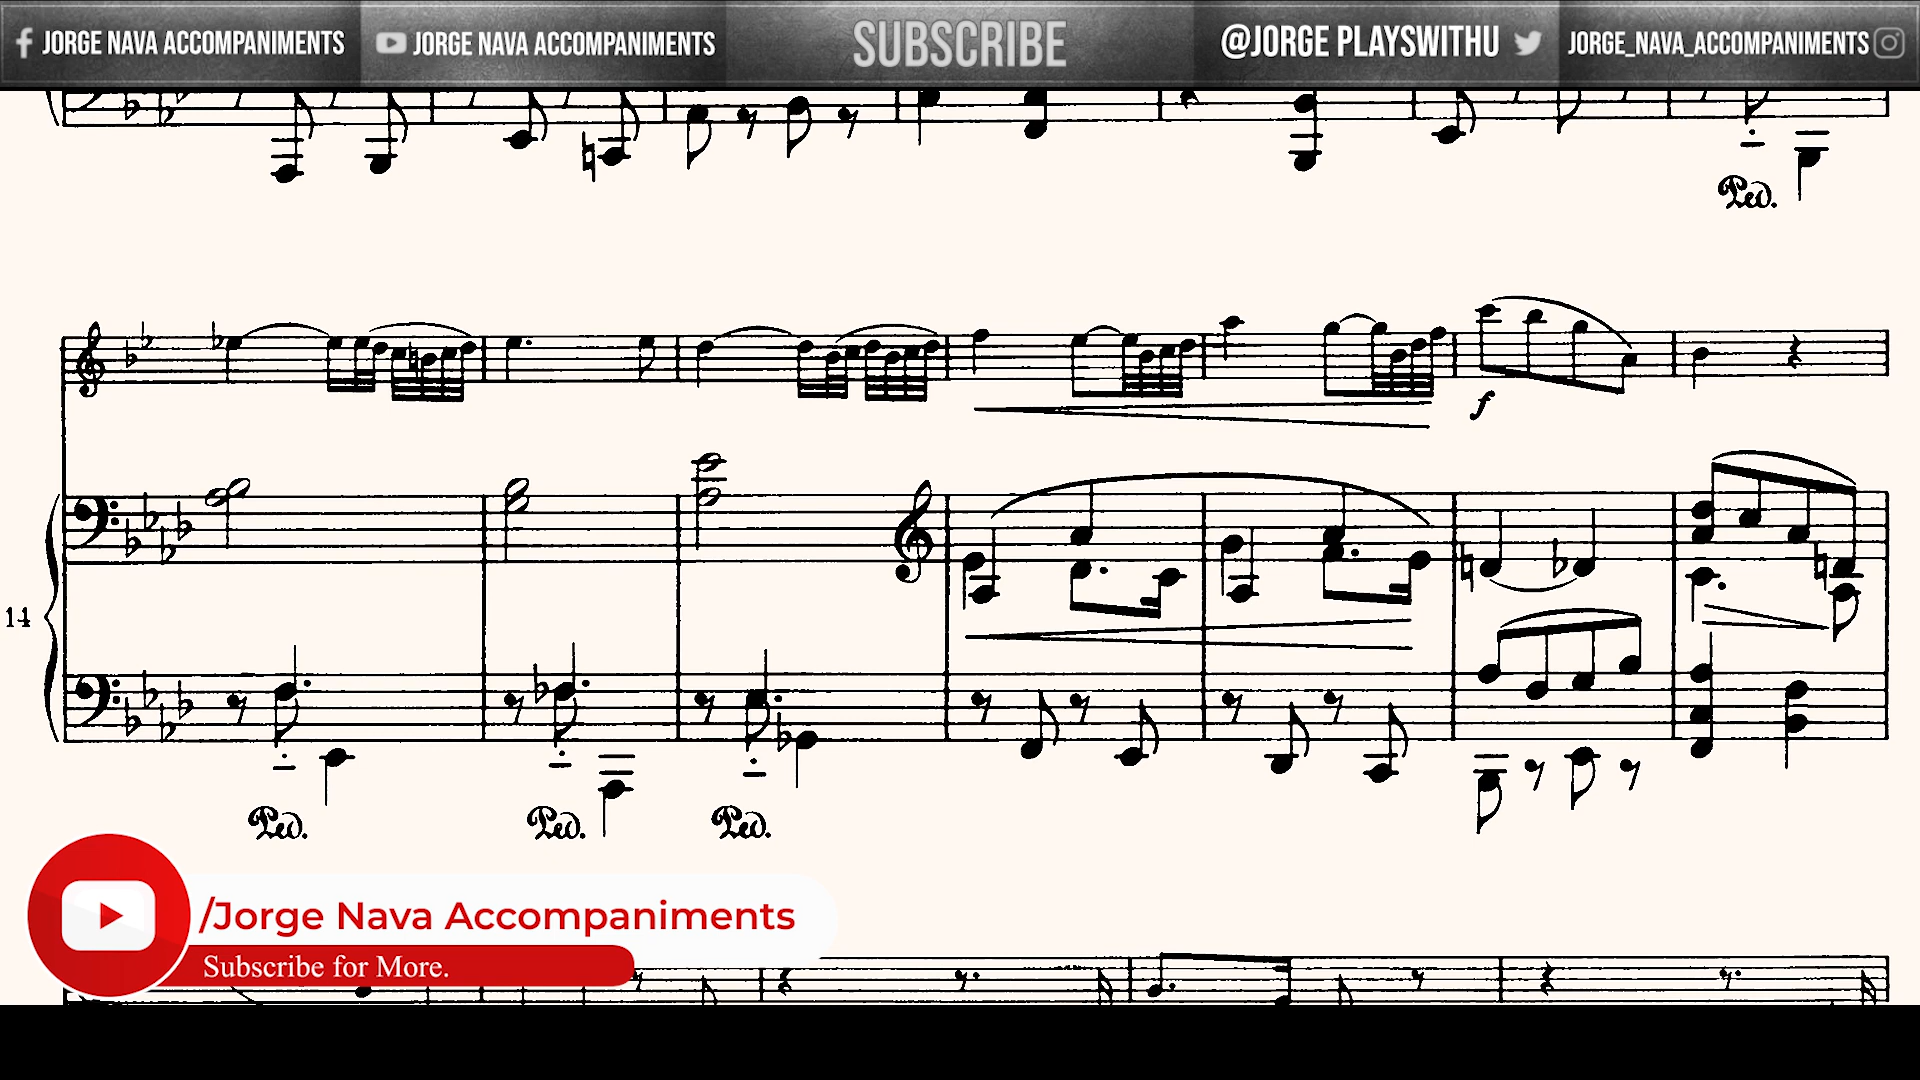 JORGE NAVA ACCOMPANIMENTS
JORGE NAVA ACCOMPANIMENTS
SUBSCRIBE
@JORGE PLAYSWITHU
JORGE_NAVA_ACCOMPANIMENTS
Ped.
f
14
Ped.
Ped.
Ped.
/Jorge Nava Accompaniments
Subscribe for More.